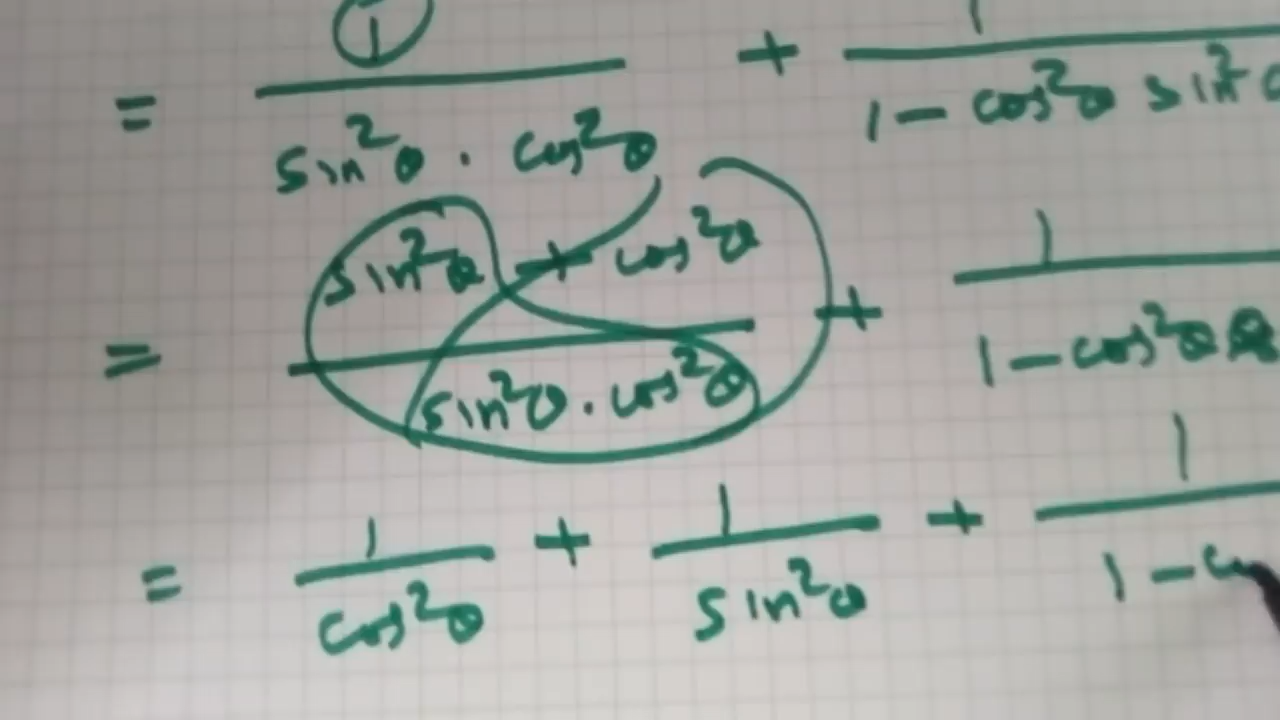 = 1 / (sin²θ . cos²θ) + 1 / (1 - cos²θ sin²
= (sin²θ + cos²θ) / (sin²θ . cos²θ) + 1 / (1 - cos²θ
= 1 / cos²θ + 1 / sin²θ + 1 / (1 -